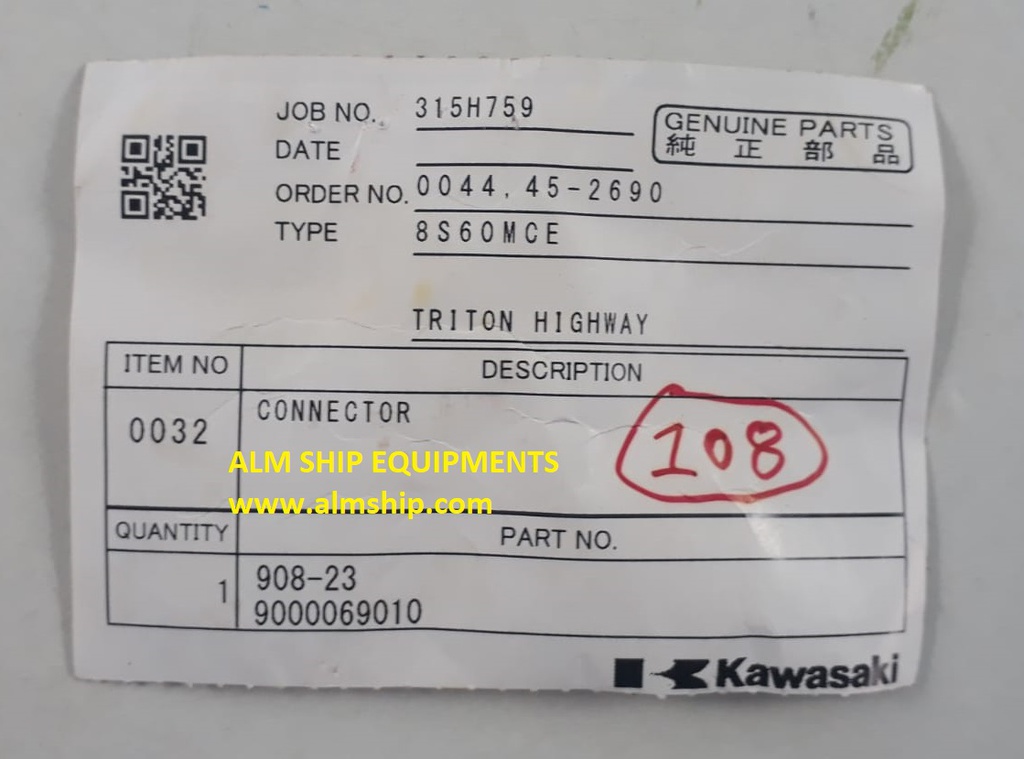 JOB NO. 315H759
GENUINE PARTS
純正部品
DATE
ORDER NO. 0044.45-2690
TYPE 8S60MCE
TRITON HIGHWAY
ITEM NO DESCRIPTION
0032 CONNECTOR
108
ALM SHIP EQUIPMENTS
www.almship.com
QUANTITY PART NO.
1 908-23
9000069010
Kawasaki